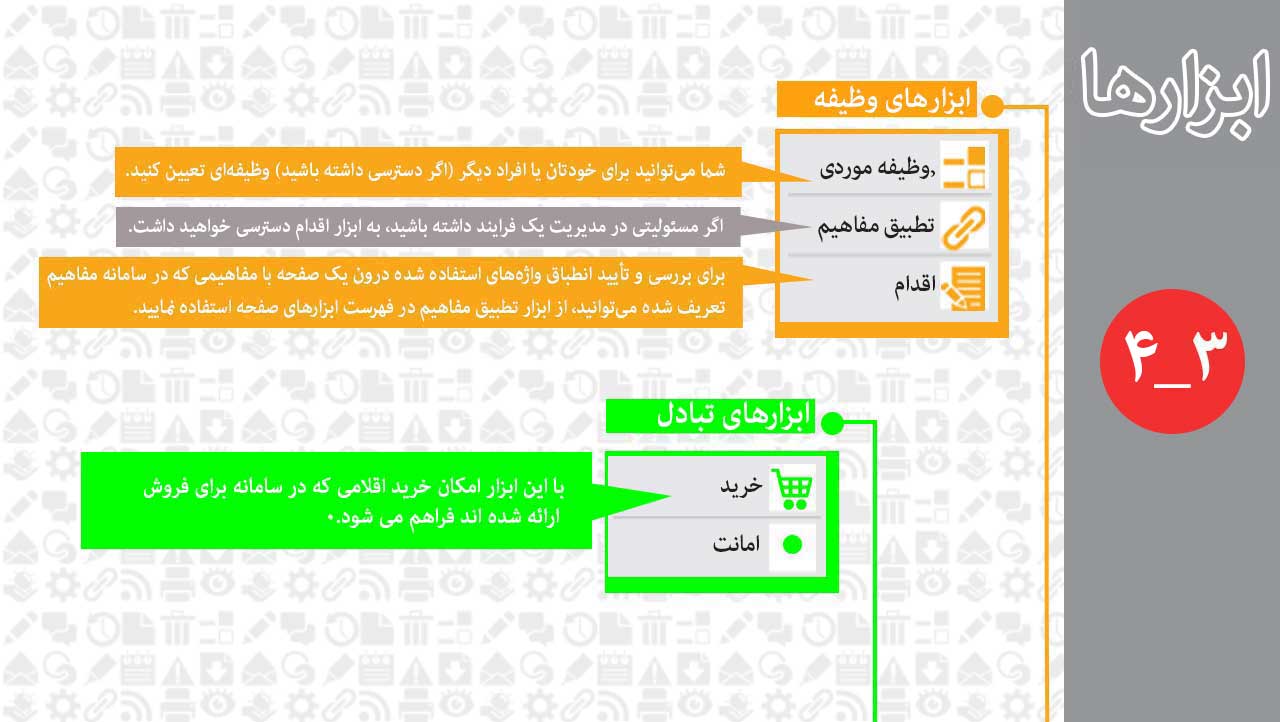 ابزارها
۳_۴
ابزارهای وظیفه
وظیفه موردی,
شما می‌توانید برای خودتان یا افراد دیگر (اگر دسترسی داشته باشید) وظیفه‌ای تعیین کنید.
تطبیق مفاهیم
اگر مسئولیتی در مدیریت یک فرایند داشته باشید، به ابزار اقدام دسترسی خواهید داشت.
اقدام
برای بررسی و تأیید انطباق واژه‌های استفاده شده درون یک صفحه با مفاهیمی که در سامانه مفاهیم
تعریف شده می‌توانید، از ابزار تطبیق مفاهیم در فهرست ابزارهای صفحه استفاده نمایید.
ابزارهای تبادل
خرید
با این ابزار امکان خرید اقلامی که در سامانه برای فروش
ارائه شده اند فراهم می شود.۰
امانت